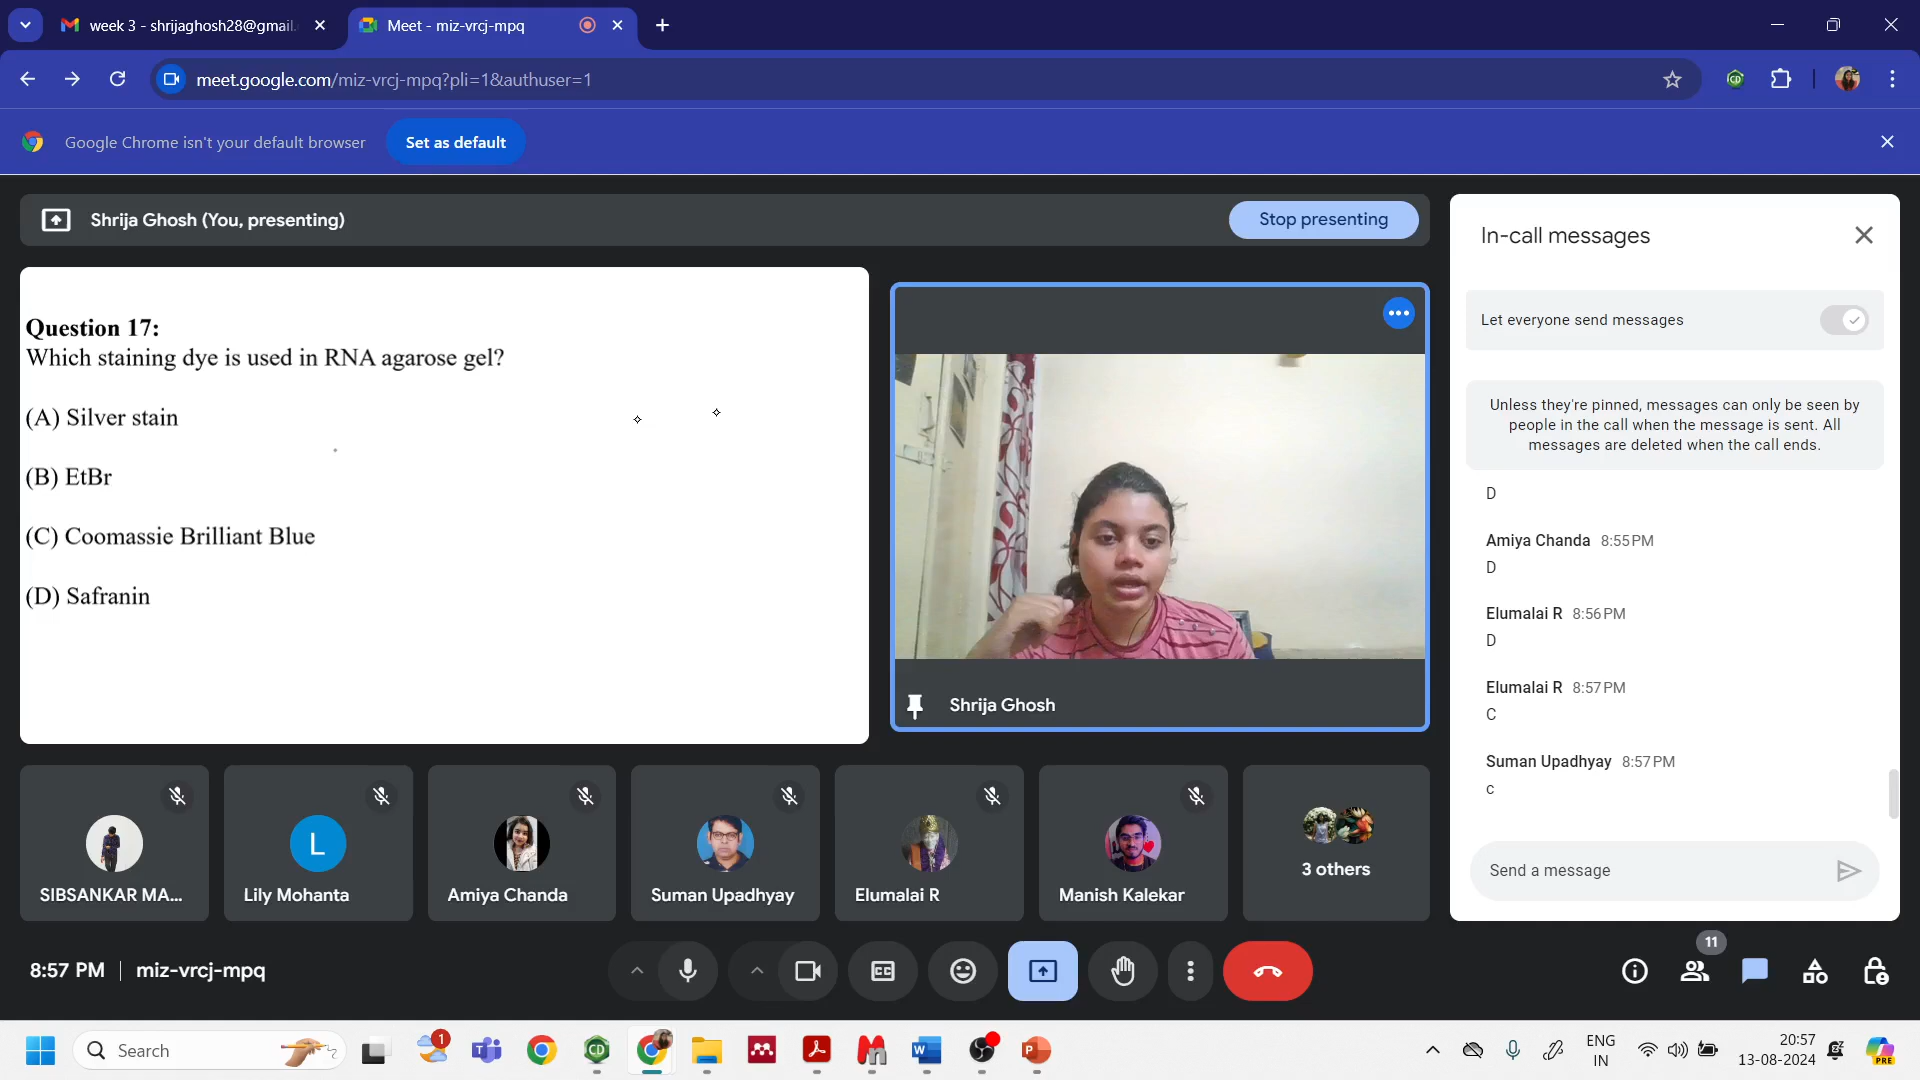 week 3 - shrijaghosh28@gmail.
Meet - miz-vrcj-mpq
meet.google.com/miz-vrcj-mpq?pli=1&authuser=1
Google Chrome isn't your default browser
Set as default
Shrija Ghosh (You, presenting)
Stop presenting
Question 17:
Which staining dye is used in RNA agarose gel?
(A) Silver stain
(B) EtBr
(C) Coomassie Brilliant Blue
(D) Safranin
Shrija Ghosh
In-call messages
Let everyone send messages
Unless they're pinned, messages can only be seen by
people in the call when the message is sent. All
messages are deleted when the call ends.
D
Amiya Chanda 8:55 PM
D
Elumalai R 8:56 PM
D
Elumalai R 8:57 PM
C
Suman Upadhyay 8:57 PM
c
Send a message
SIBSANKAR MA...
L
Lily Mohanta
Amiya Chanda
Suman Upadhyay
Elumalai R
Manish Kalekar
3 others
8:57 PM | miz-vrcj-mpq
CC
11
Search
1
CD
W
P
ENG
IN
20:57
13-08-2024
PRE